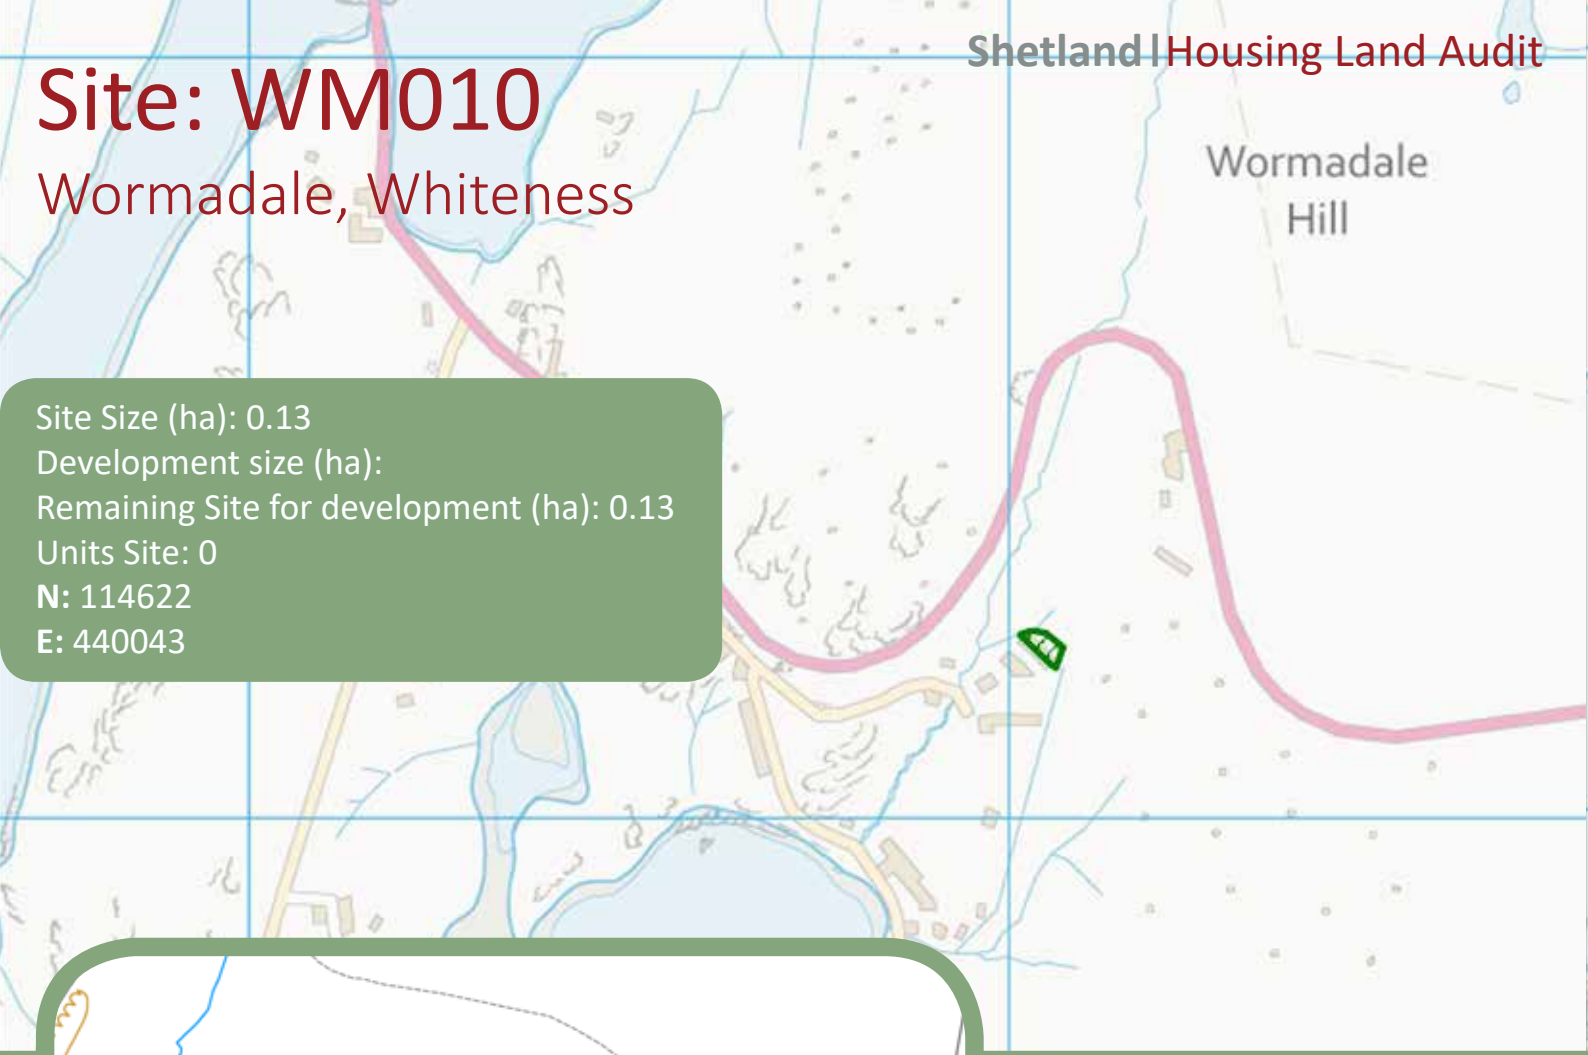 Shetland|Housing Land Audit
Site: WM010
Wormadale, Whiteness
Wormadale
Hill
Site Size (ha): 0.13
Development size (ha):
Remaining Site for development (ha): 0.13
Units Site: 0
N: 114622
E: 440043